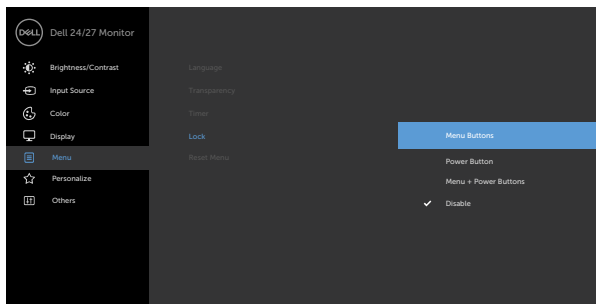 DELL
Dell 24/27 Monitor
Brightness/Contrast
Input Source
Color
Display
Menu
Personalize
Others
Language
Transparency
Timer
Lock
Reset Menu
Menu Buttons
Power Button
Menu + Power Buttons
Disable